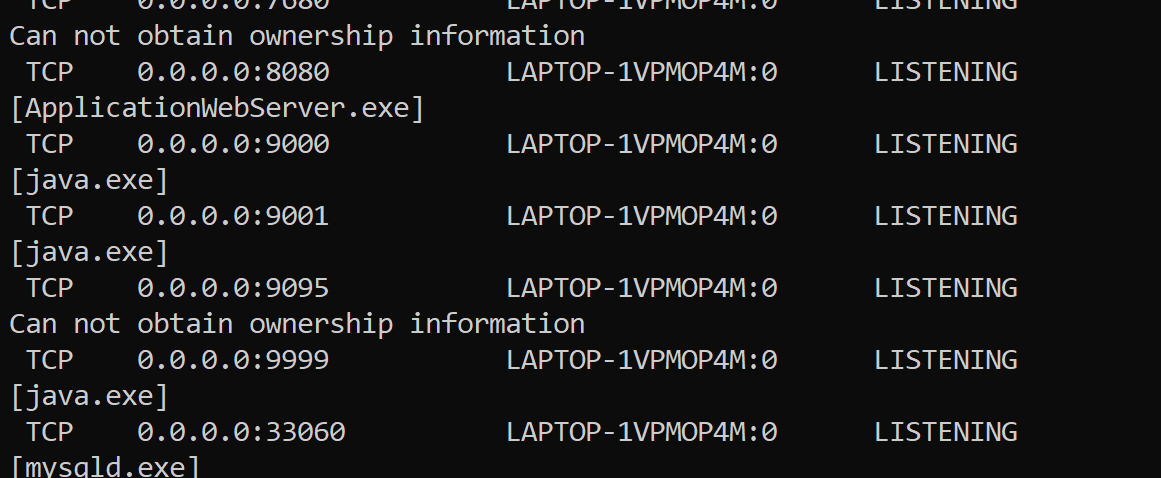 TCP 0.0.0.0:7680 LAPTOP-1VPMOP4M:0 LISTENING
Can not obtain ownership information
TCP 0.0.0.0:8080 LAPTOP-1VPMOP4M:0 LISTENING
[ApplicationWebServer.exe]
TCP 0.0.0.0:9000 LAPTOP-1VPMOP4M:0 LISTENING
[java.exe]
TCP 0.0.0.0:9001 LAPTOP-1VPMOP4M:0 LISTENING
[java.exe]
TCP 0.0.0.0:9095 LAPTOP-1VPMOP4M:0 LISTENING
Can not obtain ownership information
TCP 0.0.0.0:9999 LAPTOP-1VPMOP4M:0 LISTENING
[java.exe]
TCP 0.0.0.0:33060 LAPTOP-1VPMOP4M:0 LISTENING
[mysqld.exe]